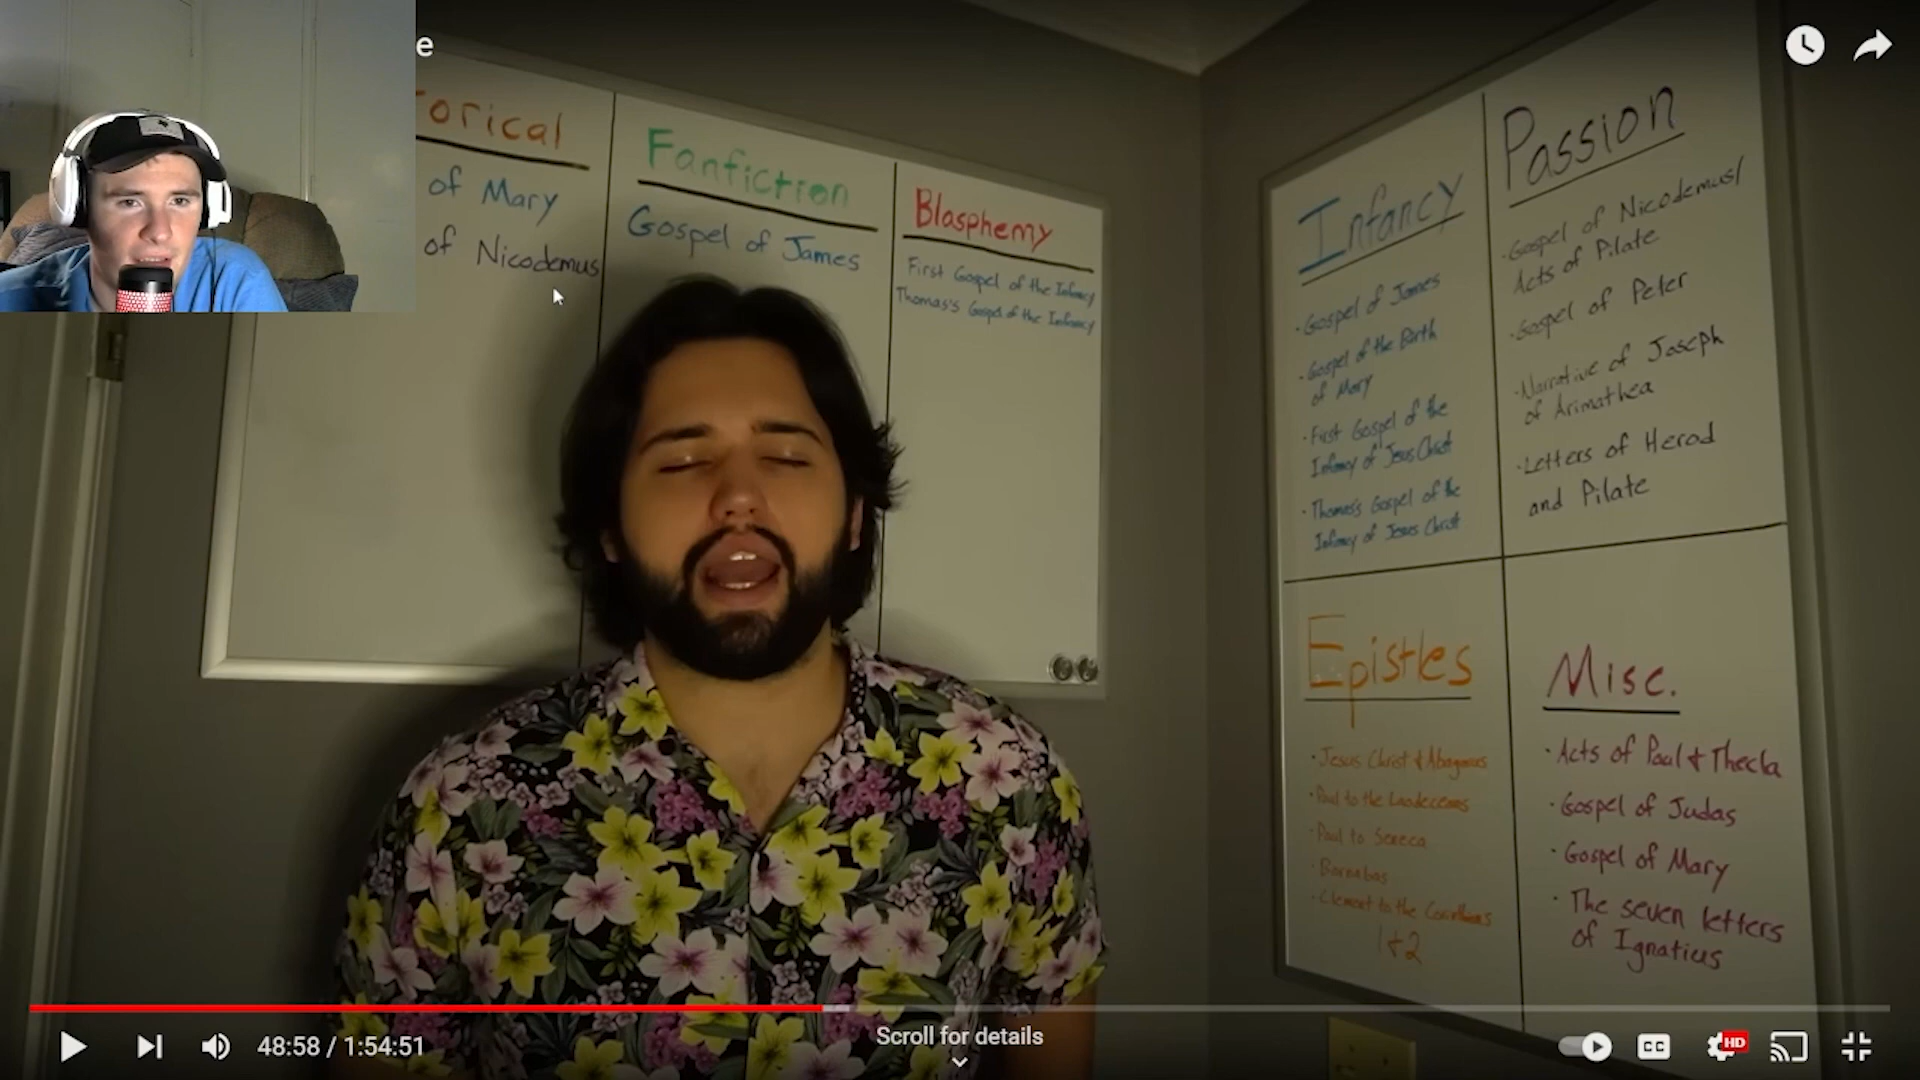 e
orical
of Mary
of Nicodemus
Fanfiction
Gospel of James
Blasphemy
First Gospel of the Infancy
Thomas's Gospel of the Infancy
Infancy
· Gospel of James
· Gospel of the Birth
of Mary
· First Gospel of the
Infancy of Jesus Christ
· Thomas's Gospel of the
Infancy of Jesus Christ
Passion
· Gospel of Nicodemus/
Acts of Pilate
· Gospel of Peter
· Narrative of Joseph
of Arimathea
· Letters of Herod
and Pilate
Epistles
· Jesus Christ & Abgarus
· Paul to the Laodeceans
· Paul to Seneca
· Barnabas
· Clement to the Corinthians
1 & 2
Misc.
· Acts of Paul & Thecla
· Gospel of Judas
· Gospel of Mary
· The seven letters
of Ignatius
48:58 / 1:54:51
Scroll for details
CC
HD